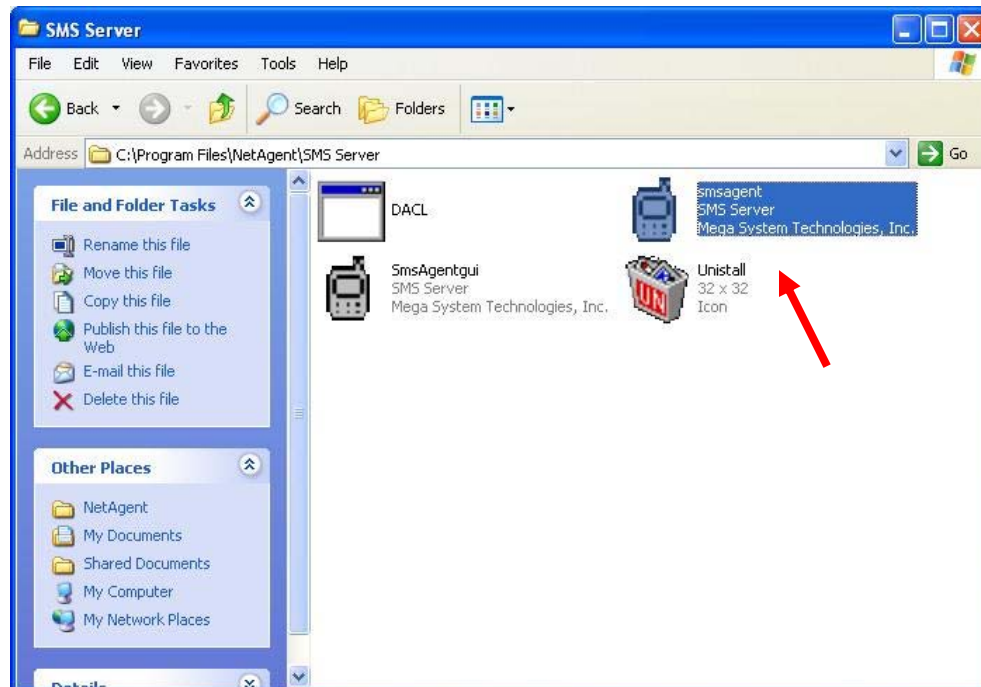 SMS Server
File Edit View Favorites Tools Help
Back Search Folders
Address C:\Program Files\NetAgent\SMS Server Go
File and Folder Tasks
Rename this file
Move this file
Copy this file
Publish this file to the
Web
E-mail this file
Delete this file
Other Places
NetAgent
My Documents
Shared Documents
My Computer
My Network Places
Details
DACL
smsagent
SMS Server
Mega System Technologies, Inc.
SmsAgentgui
SMS Server
Mega System Technologies, Inc.
UN
Unistall
32 x 32
Icon